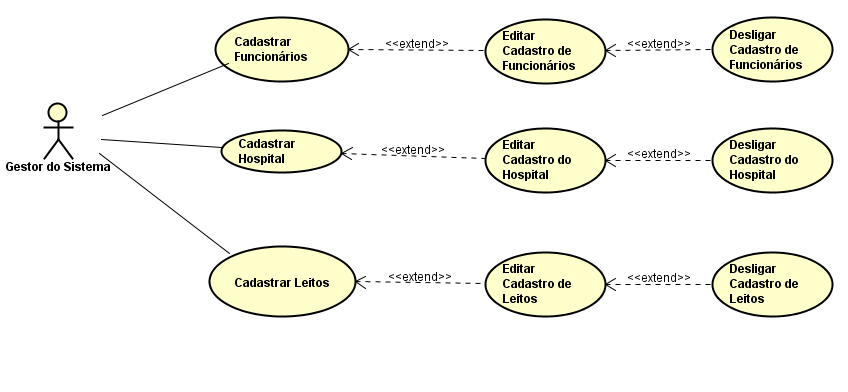 Cadastrar
Funcionários
<<extend>>
Editar
Cadastro de
Funcionários
<<extend>>
Desligar
Cadastro de
Funcionários
Gestor do Sistema
Cadastrar
Hospital
<<extend>>
Editar
Cadastro do
Hospital
<<extend>>
Desligar
Cadastro do
Hospital
Cadastrar Leitos
<<extend>>
Editar
Cadastro de
Leitos
<<extend>>
Desligar
Cadastro de
Leitos